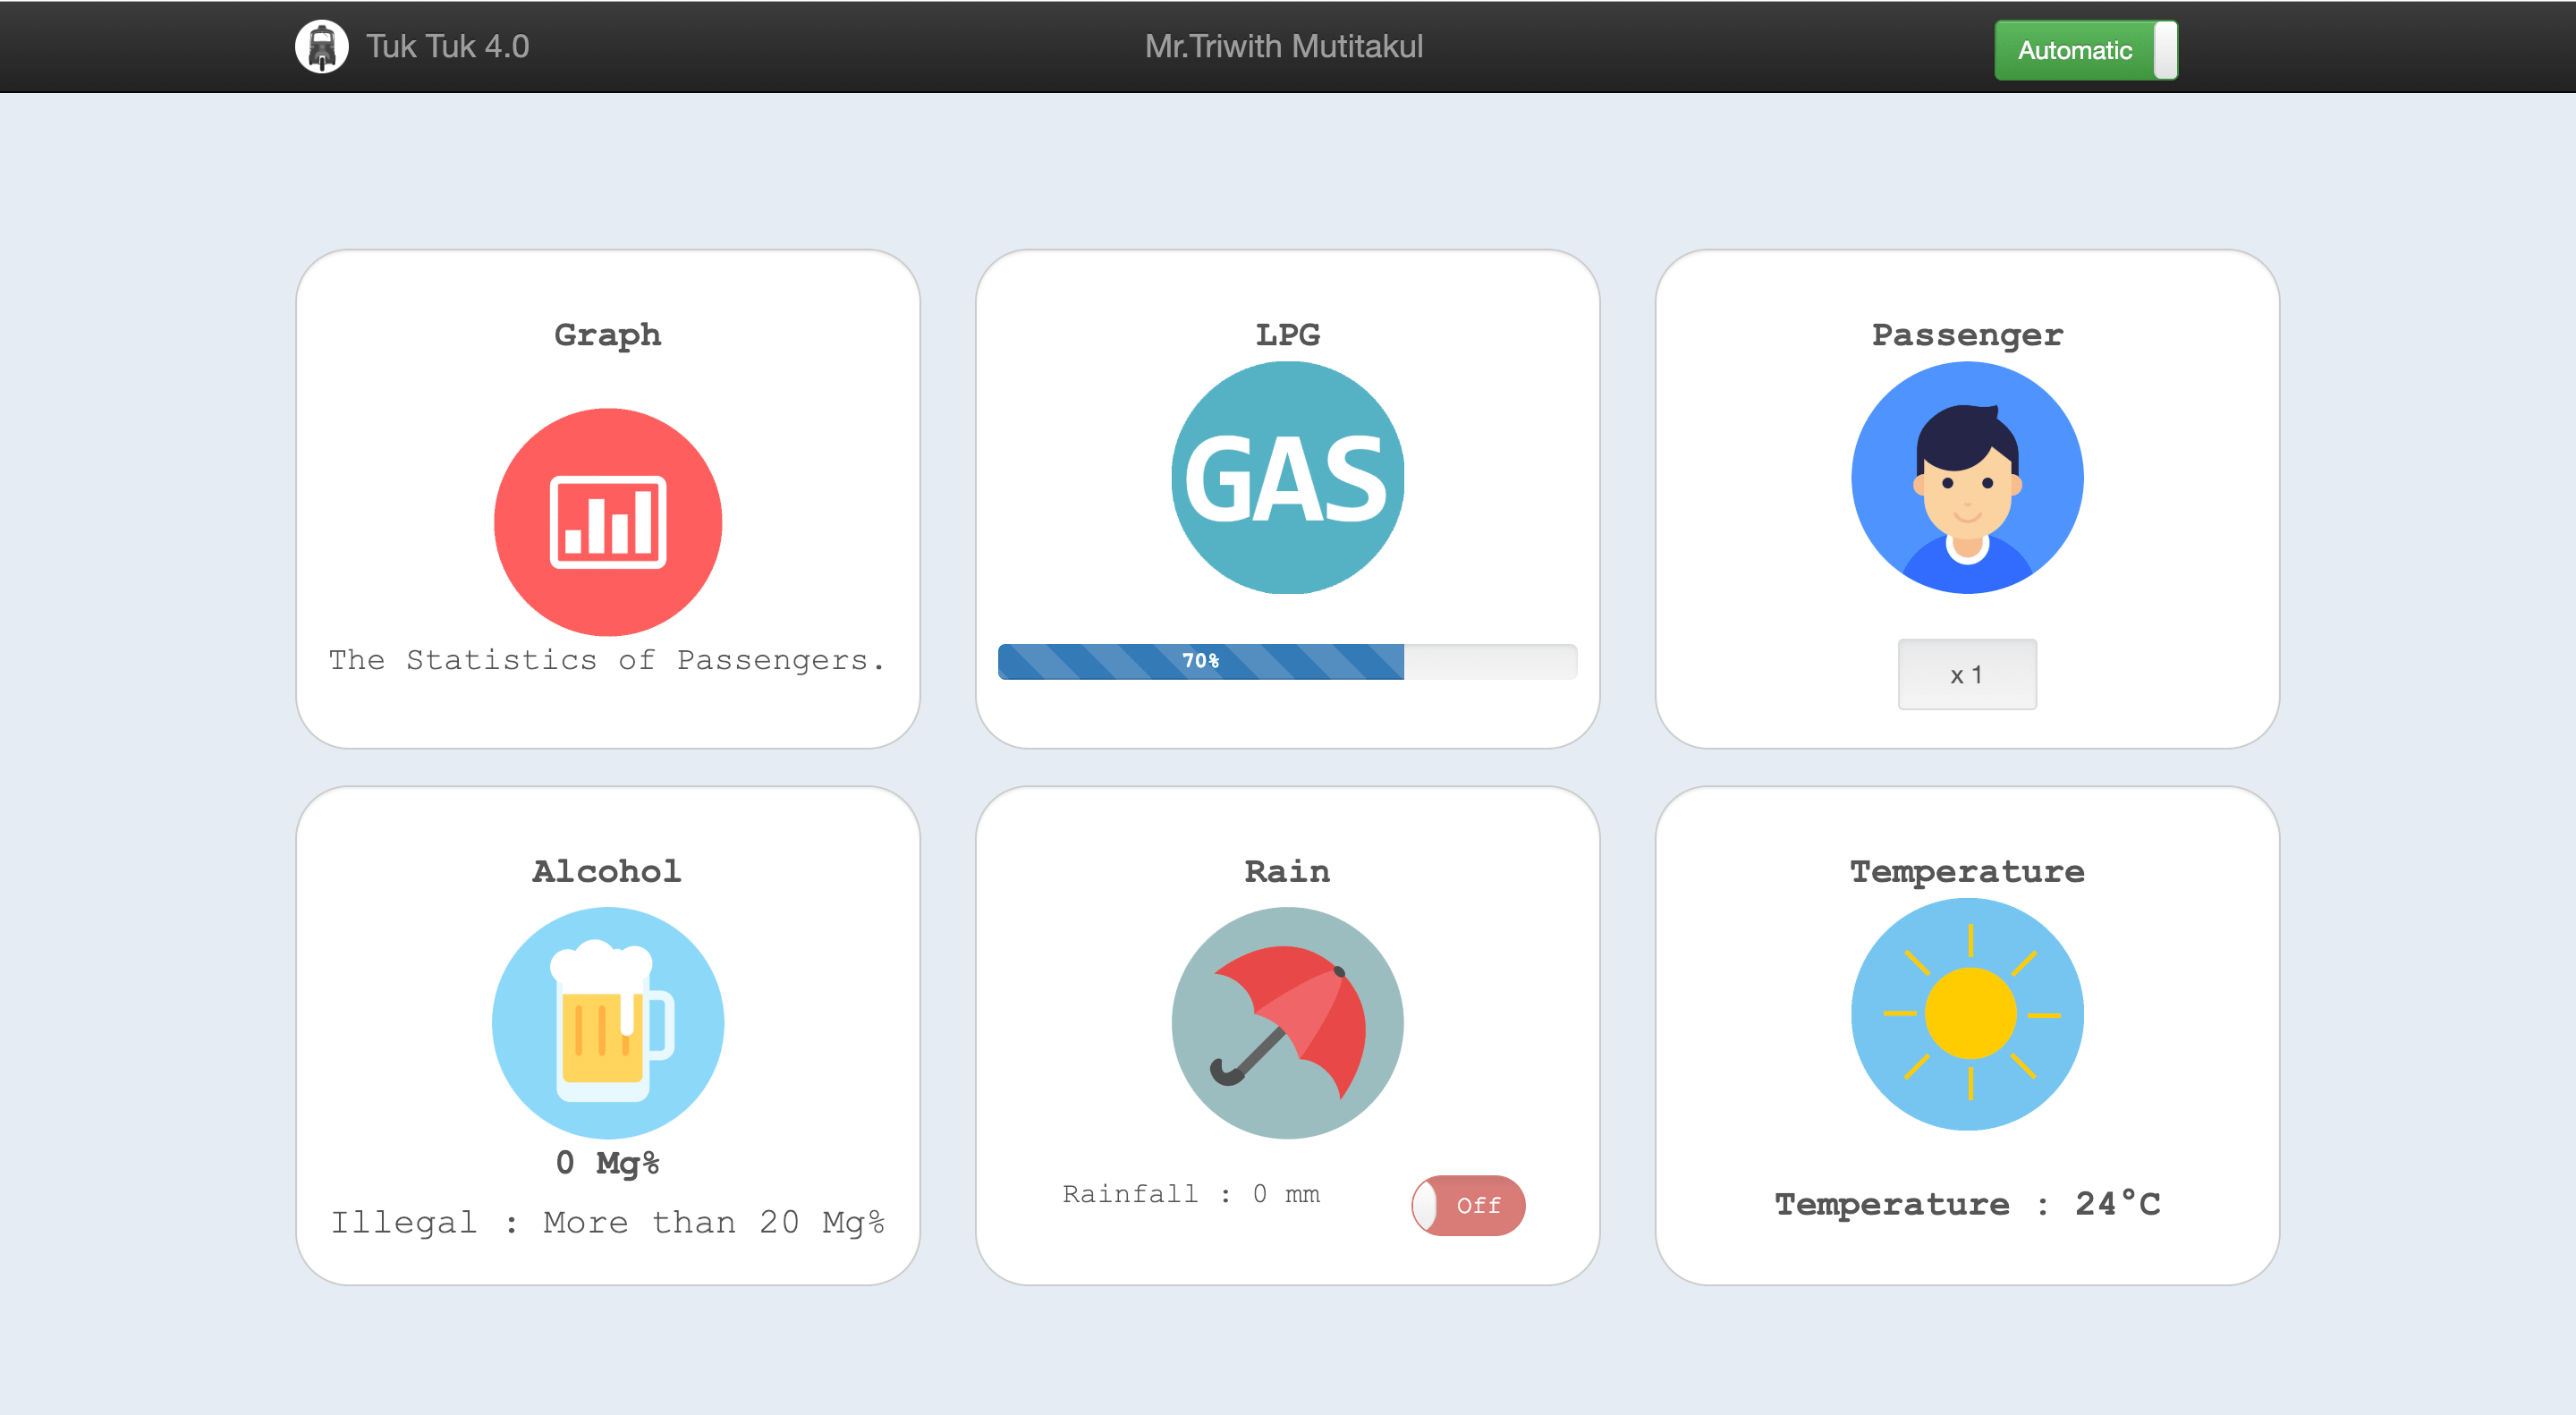 Tuk Tuk 4.0
Mr.Triwith Mutitakul
Automatic
Graph
The Statistics of Passengers.
LPG
GAS
70%
Passenger
x 1
Alcohol
0 Mg%
Illegal : More than 20 Mg%
Rain
Rainfall : 0 mm
Off
Temperature
Temperature : 24°C